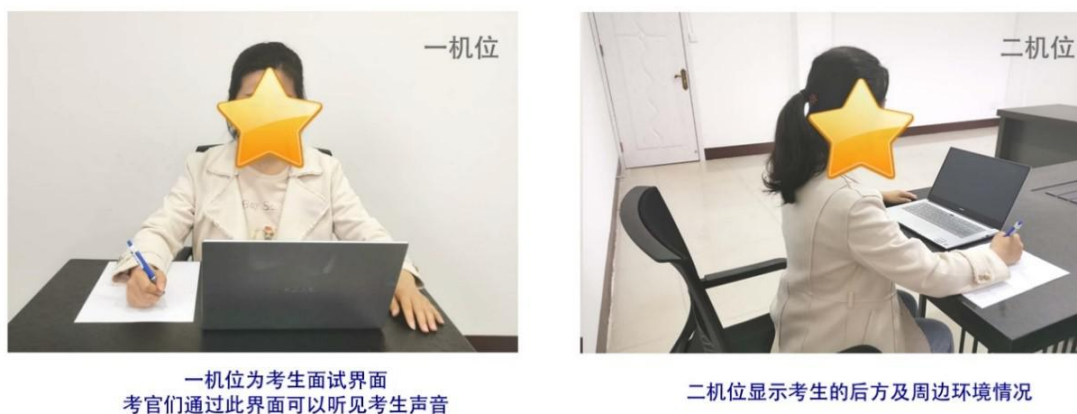 一机位
二机位
一机位为考生面试界面
考官们通过此界面可以听见考生声音
二机位显示考生的后方及周边环境情况